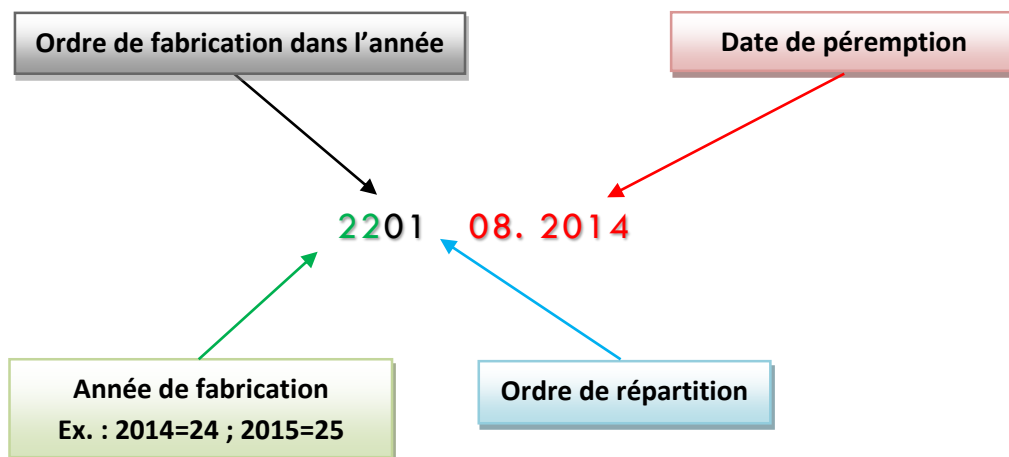 Ordre de fabrication dans l’année
Date de péremption
2201 08. 2014
Année de fabrication
Ex. : 2014=24 ; 2015=25
Ordre de répartition